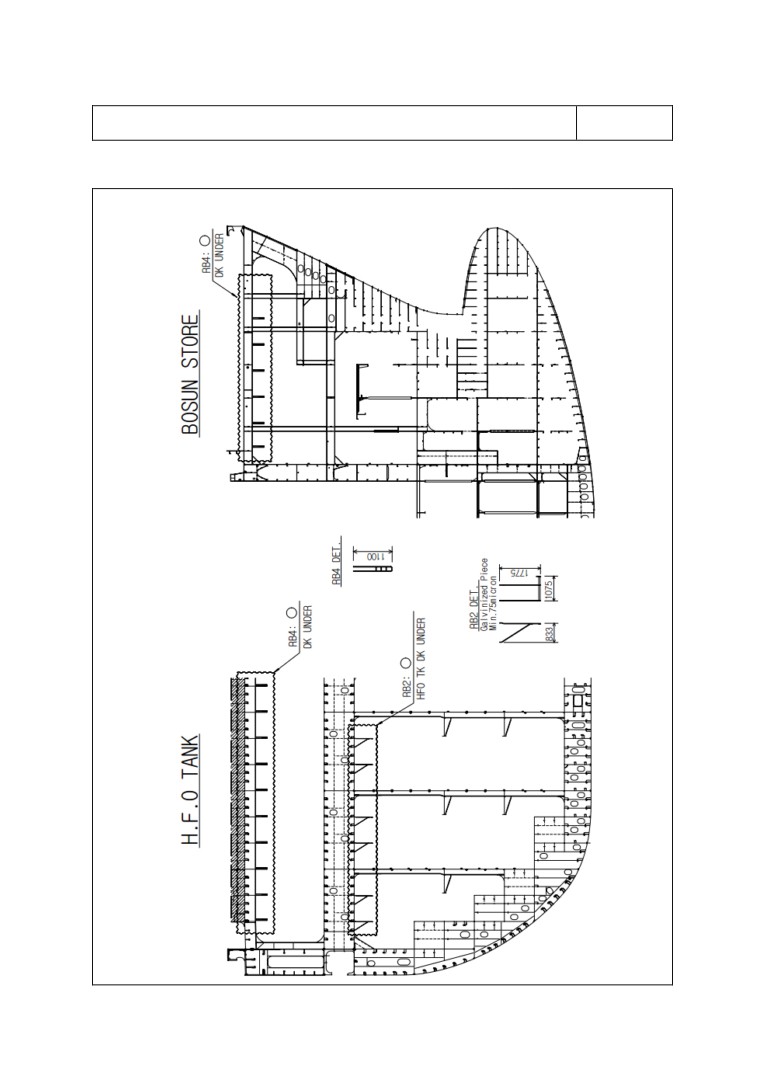 BOSUN STORE
RB4: ○
DK UNDER
RB4 DET.
1100
RB2 DET.
Galvinized Piece
Min.75micron
1775
1075
833
H.F.O TANK
RB4: ○
DK UNDER
RB2: ○
HFO TK DK UNDER